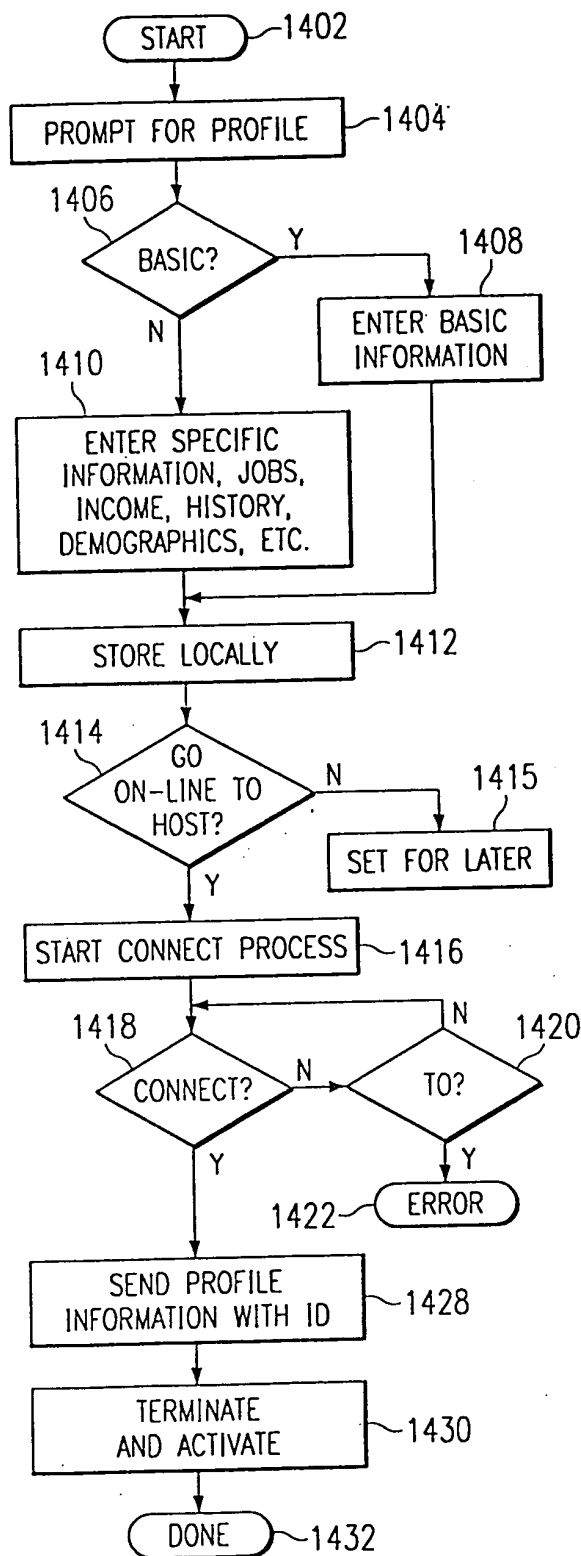 START
1402
PROMPT FOR PROFILE
1404
1406
BASIC?
Y
N
1408
ENTER BASIC
INFORMATION
1410
ENTER SPECIFIC
INFORMATION, JOBS,
INCOME, HISTORY,
DEMOGRAPHICS, ETC.
STORE LOCALLY
1412
1414
GO
ON-LINE TO
HOST?
N
Y
1415
SET FOR LATER
START CONNECT PROCESS
1416
1418
CONNECT?
N
Y
N
1420
TO?
Y
1422
ERROR
SEND PROFILE
INFORMATION WITH ID
1428
TERMINATE
AND ACTIVATE
1430
DONE
1432